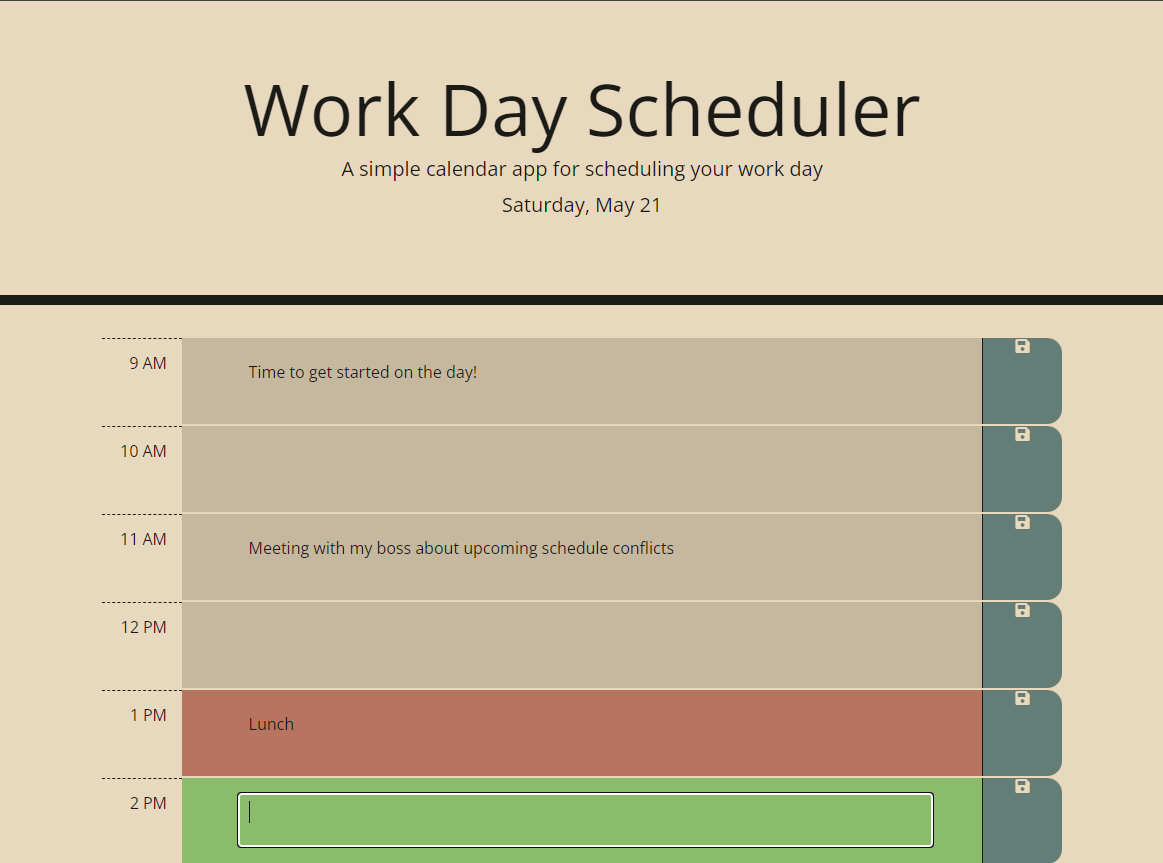 Work Day Scheduler
A simple calendar app for scheduling your work day
Saturday, May 21
9 AM
Time to get started on the day!
10 AM
11 AM
Meeting with my boss about upcoming schedule conflicts
12 PM
1 PM
Lunch
2 PM